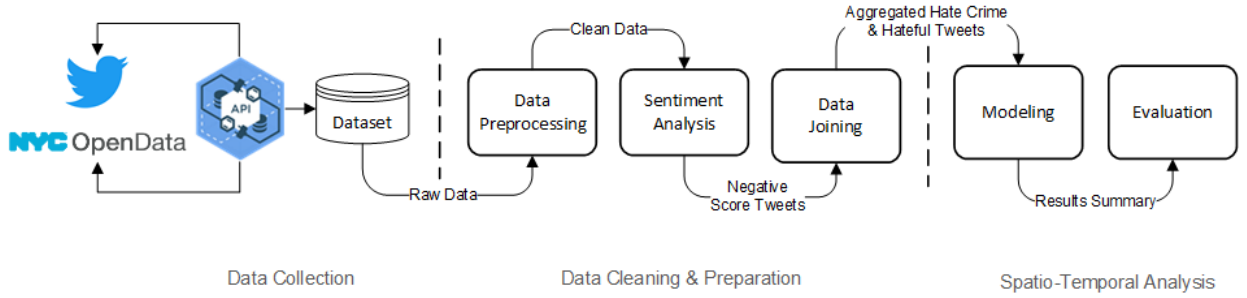 NYC OpenData
API
Dataset
Raw Data
Data
Preprocessing
Clean Data
Sentiment
Analysis
Negative
Score Tweets
Data
Joining
Aggregated Hate Crime
& Hateful Tweets
Modeling
Results Summary
Evaluation
Data Collection
Data Cleaning & Preparation
Spatio-Temporal Analysis